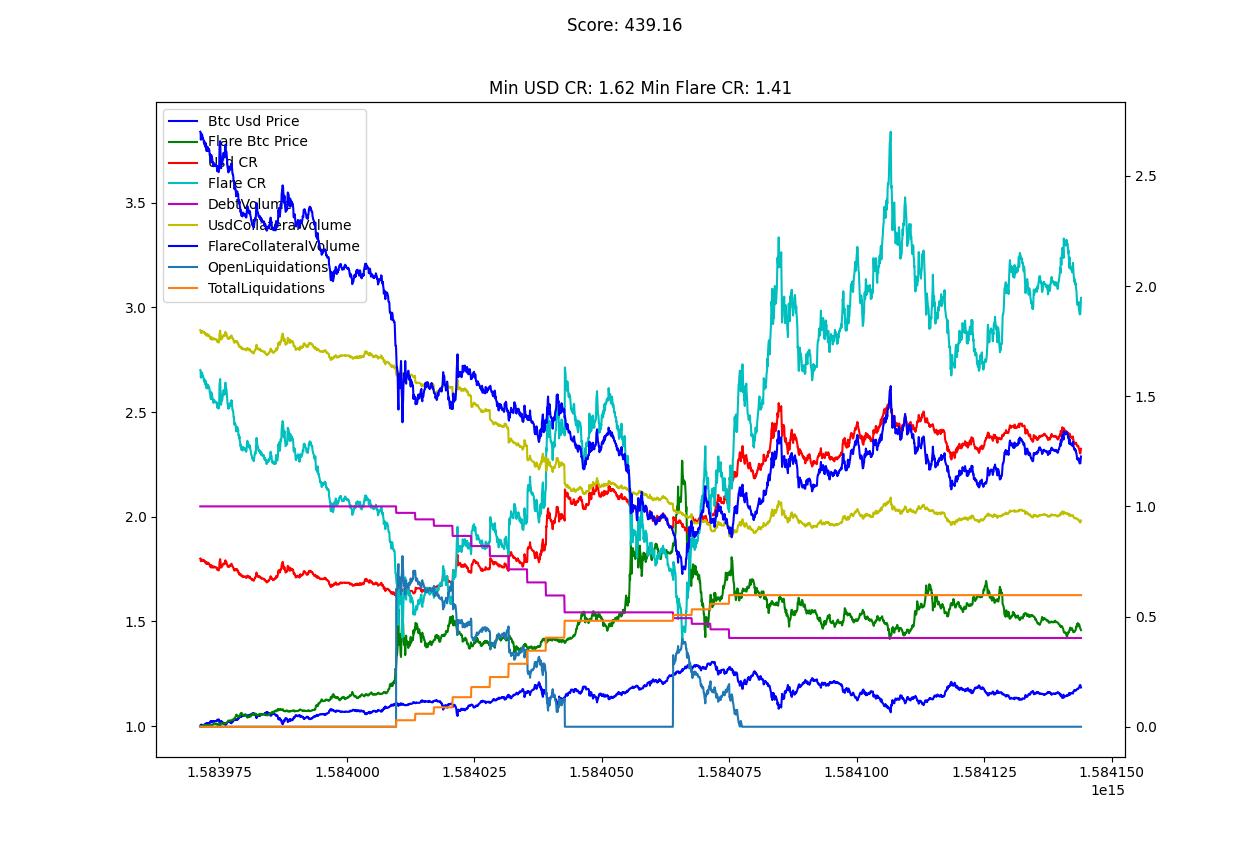 Score: 439.16
Min USD CR: 1.62 Min Flare CR: 1.41
Btc Usd Price
Flare Btc Price
Usd CR
Flare CR
DebtVolume
UsdCollateralVolume
FlareCollateralVolume
OpenLiquidations
TotalLiquidations
3.5
3.0
2.5
2.0
1.5
1.0
2.5
2.0
1.5
1.0
0.5
0.0
1.583975 1.584000 1.584025 1.584050 1.584075 1.584100 1.584125 1.584150
1e15